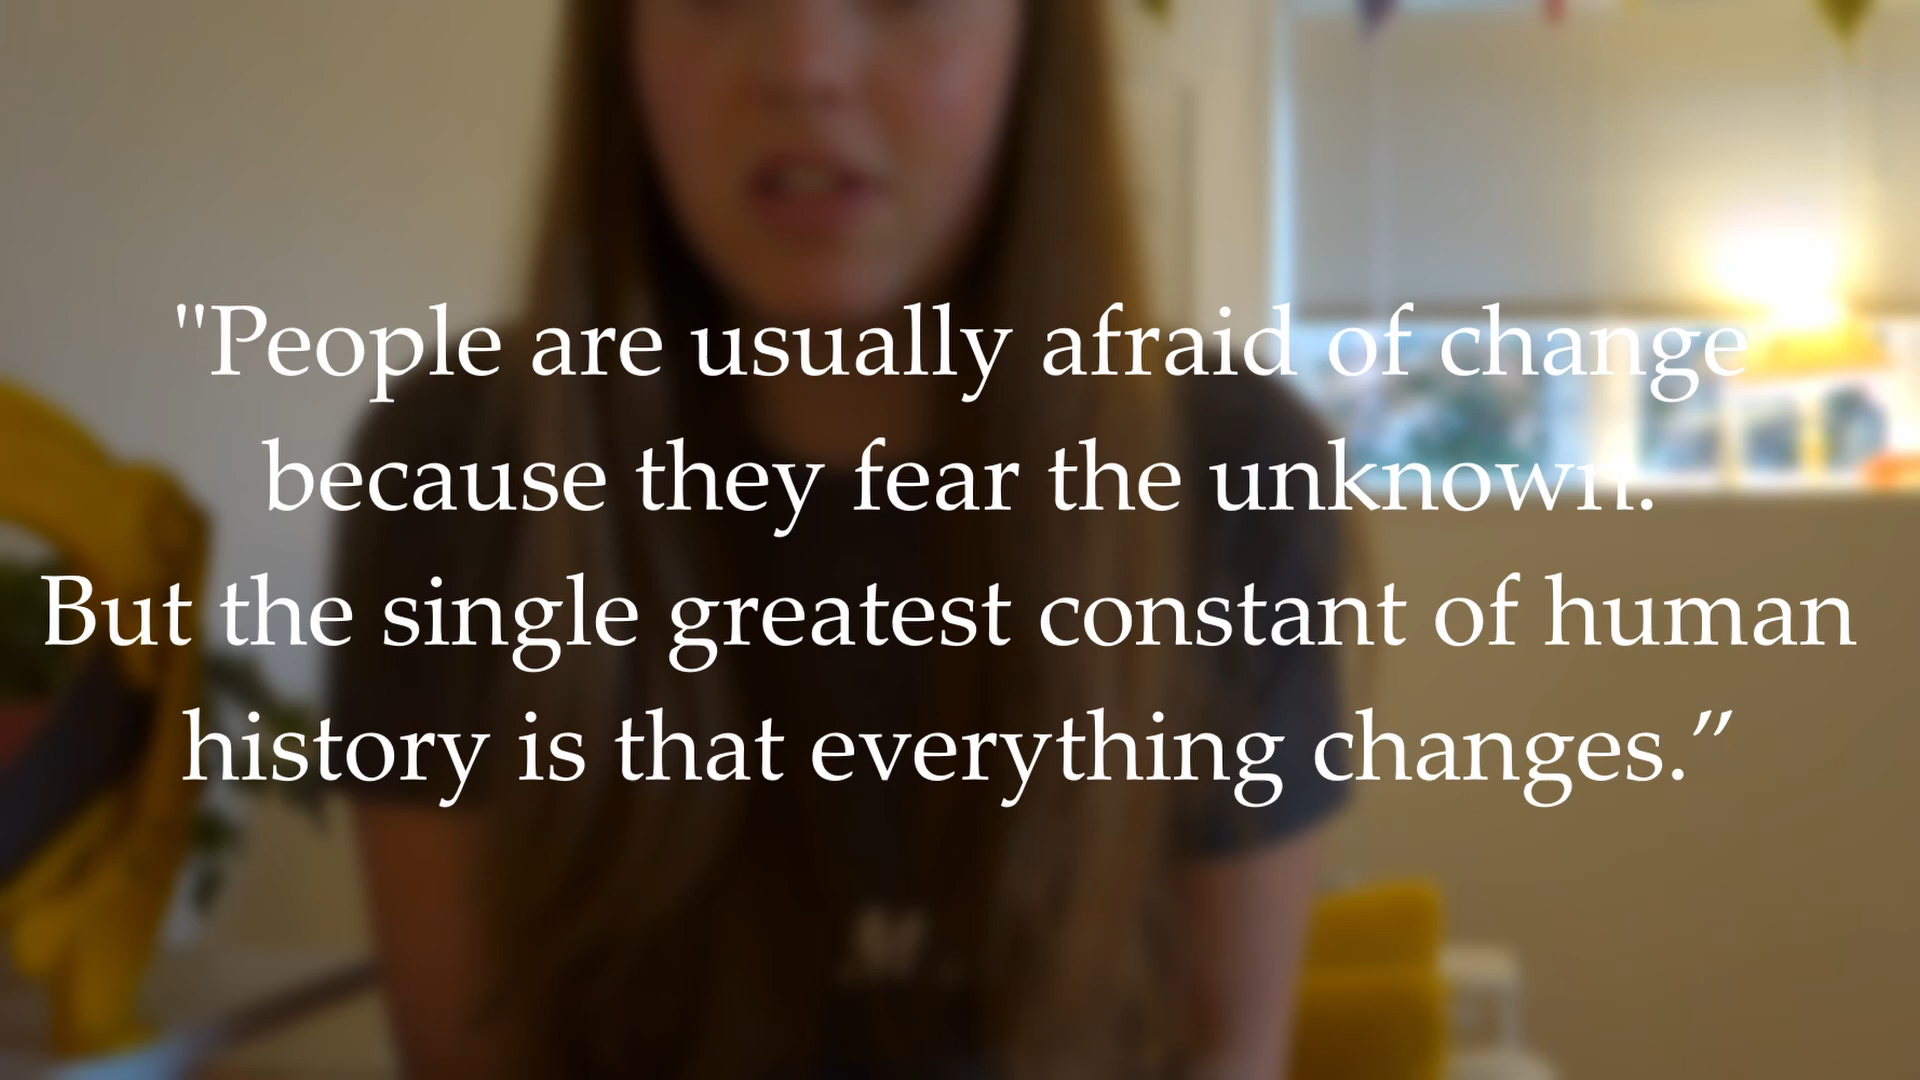 "People are usually afraid of change
because they fear the unknown.
But the single greatest constant of human
history is that everything changes.”